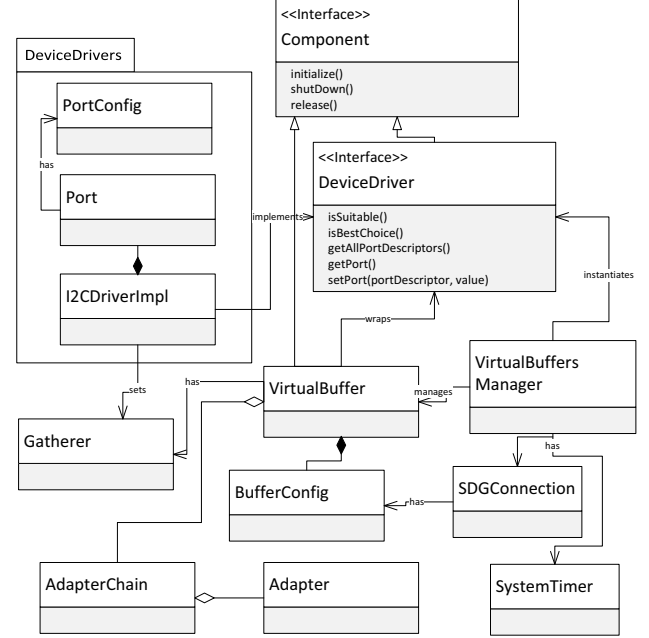 <<Interface>>
Component
initialize()
shutDown()
release()
DeviceDrivers
PortConfig
has
Port
I2CDriverImpl
implements
<<Interface>>
DeviceDriver
isSuitable()
isBestChoice()
getAllPortDescriptors()
getPort()
setPort(portDescriptor, value)
instantiates
wraps
sets
has
VirtualBuffer
manages
VirtualBuffers
Manager
Gatherer
has
BufferConfig
has
SDGConnection
AdapterChain
Adapter
SystemTimer